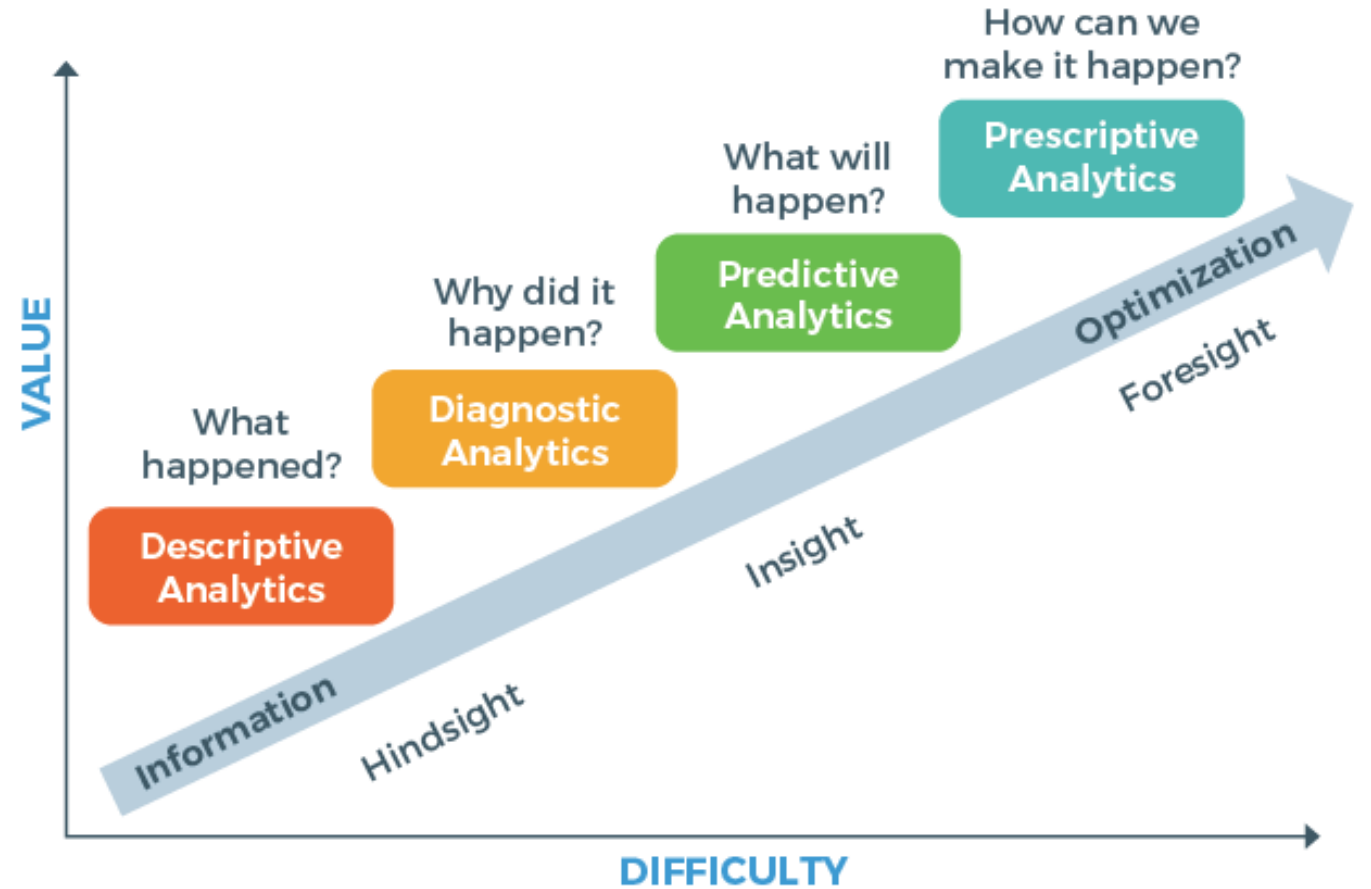 How can we
make it happen?
Prescriptive
Analytics
What will
happen?
Predictive
Analytics
Why did it
happen?
Diagnostic
Analytics
What
happened?
Descriptive
Analytics
Information
Optimization
Hindsight
Insight
Foresight
VALUE
DIFFICULTY